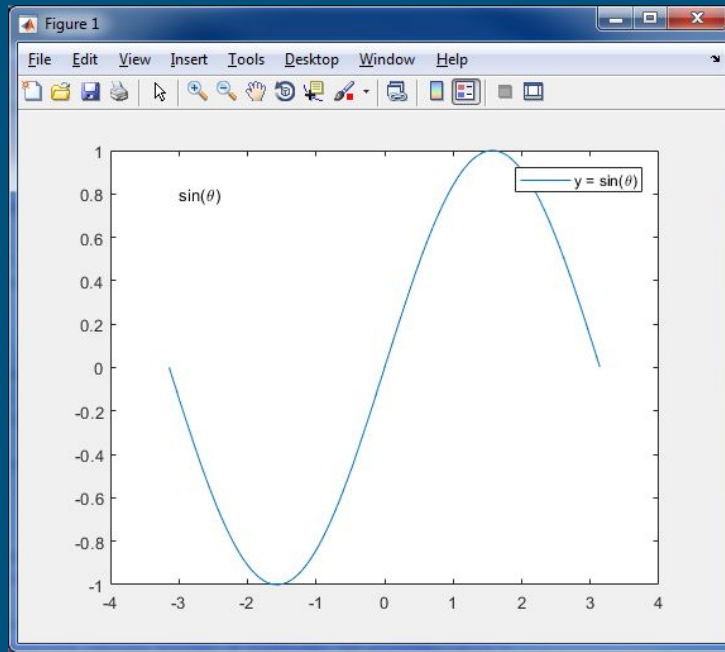 Figure 1
File Edit View Insert Tools Desktop Window Help
1
0.8
0.6
0.4
0.2
0
-0.2
-0.4
-0.6
-0.8
-1
sin(θ)
y = sin(θ)
-4 -3 -2 -1 0 1 2 3 4